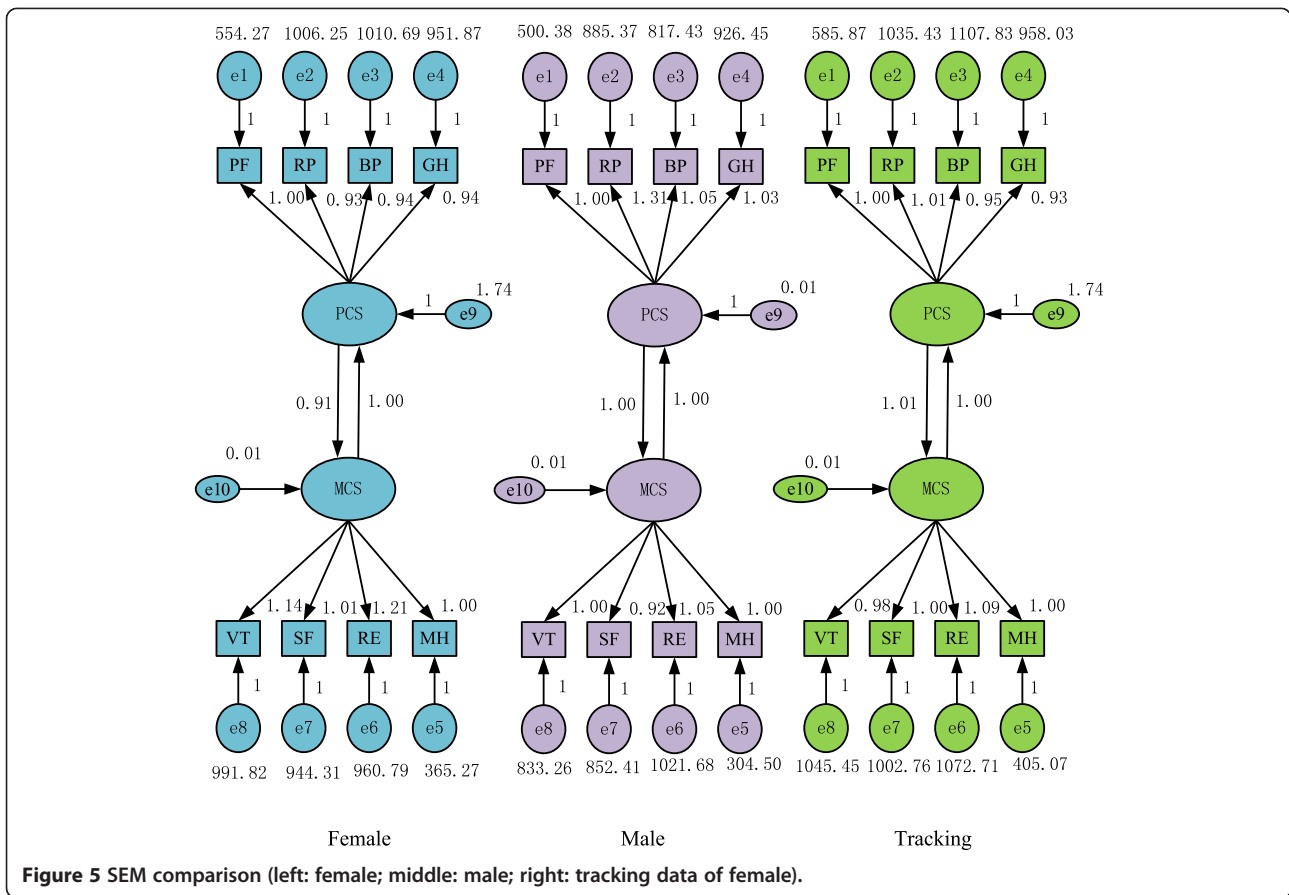 554.27 1006.25 1010.69 951.87 500.38 885.37 817.43 926.45 585.87 1035.43 1107.83 958.03
e1 e2 e3 e4 e1 e2 e3 e4 e1 e2 e3 e4
1 1 1 1 1 1 1 1 1 1 1 1
PF RP BP GH PF RP BP GH PF RP BP GH
1.00 0.93 0.94 0.94 1.00 1.31 1.05 1.03 1.00 1.01 0.95 0.93
1.74 0.01 1.74
PCS 1 e9 PCS 1 e9 PCS 1 e9
0.91 1.00 1.00 1.00 1.01 1.00
0.01 0.01 0.01
e10 MCS e10 MCS e10 MCS
1.14 1.01 1.21 1.00 1.00 0.92 1.05 1.00 0.98 1.00 1.09 1.00
VT SF RE MH VT SF RE MH VT SF RE MH
1 1 1 1 1 1 1 1 1 1 1 1
e8 e7 e6 e5 e8 e7 e6 e5 e8 e7 e6 e5
991.82 944.31 960.79 365.27 833.26 852.41 1021.68 304.50 1045.45 1002.76 1072.71 405.07
Female Male Tracking
Figure 5 SEM comparison (left: female; middle: male; right: tracking data of female).